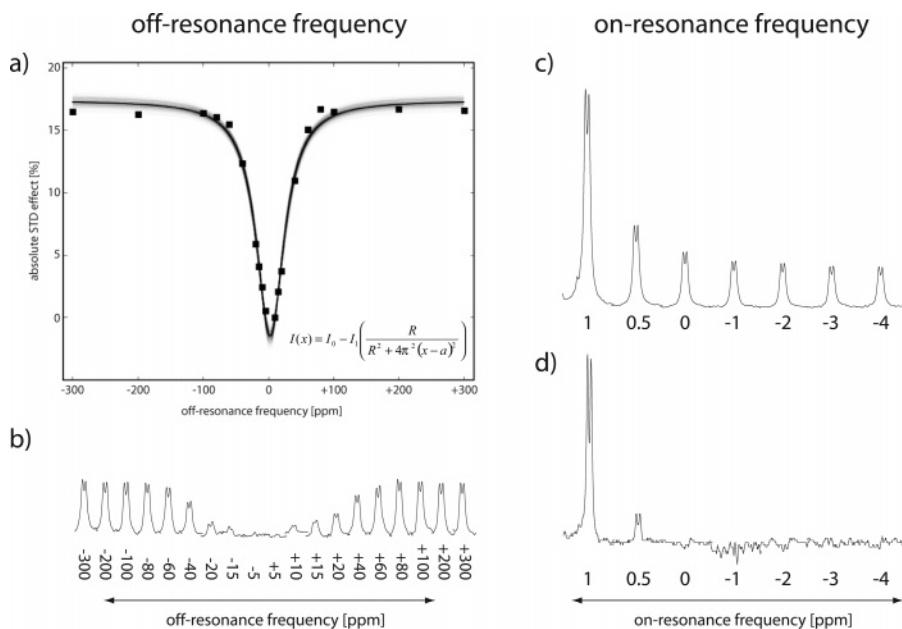 off-resonance frequency
on-resonance frequency
a)
absolute STD effect [%]
20
15
10
5
0
-300
-200
-100
0
+100
+200
+300
off-resonance frequency [ppm]
I(x) = I₀ − I₁(R / (R² + 4π²(x−a)²))
b)
-300
-200
-100
-80
-60
-40
-20
-15
-5
+5
+10
+15
+20
+40
+60
+80
+100
+200
+300
off-resonance frequency [ppm]
c)
1 0.5 0 -1 -2 -3 -4
d)
1 0.5 0 -1 -2 -3 -4
on-resonance frequency [ppm]